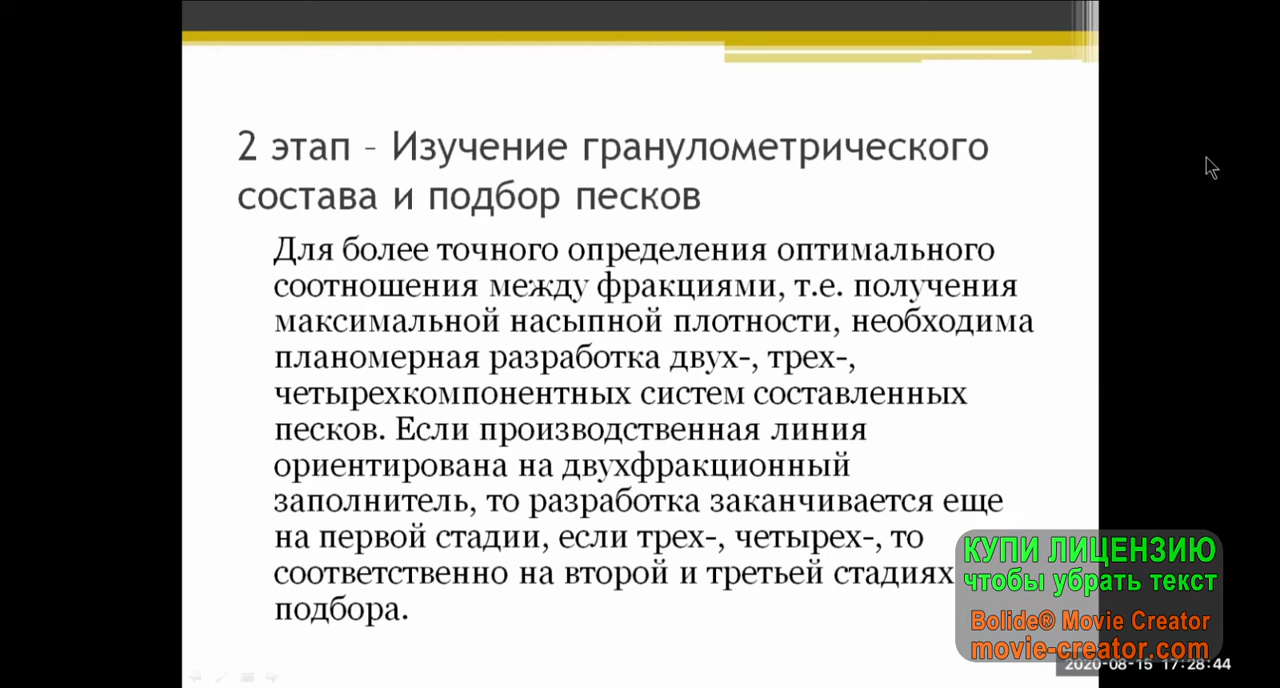 2 этап – Изучение гранулометрического
состава и подбор песков
Для более точного определения оптимального
соотношения между фракциями, т.е. получения
максимальной насыпной плотности, необходима
планомерная разработка двух-, трех-,
четырехкомпонентных систем составленных
песков. Если производственная линия
ориентирована на двухфракционный
заполнитель, то разработка заканчивается еще
на первой стадии, если трех-, четырех-, то
соответственно на второй и третьей стадиях
подбора.
КУПИ ЛИЦЕНЗИЮ
чтобы убрать текст
Bolide® Movie Creator
movie-creator.com
2020-08-15 17:28:44